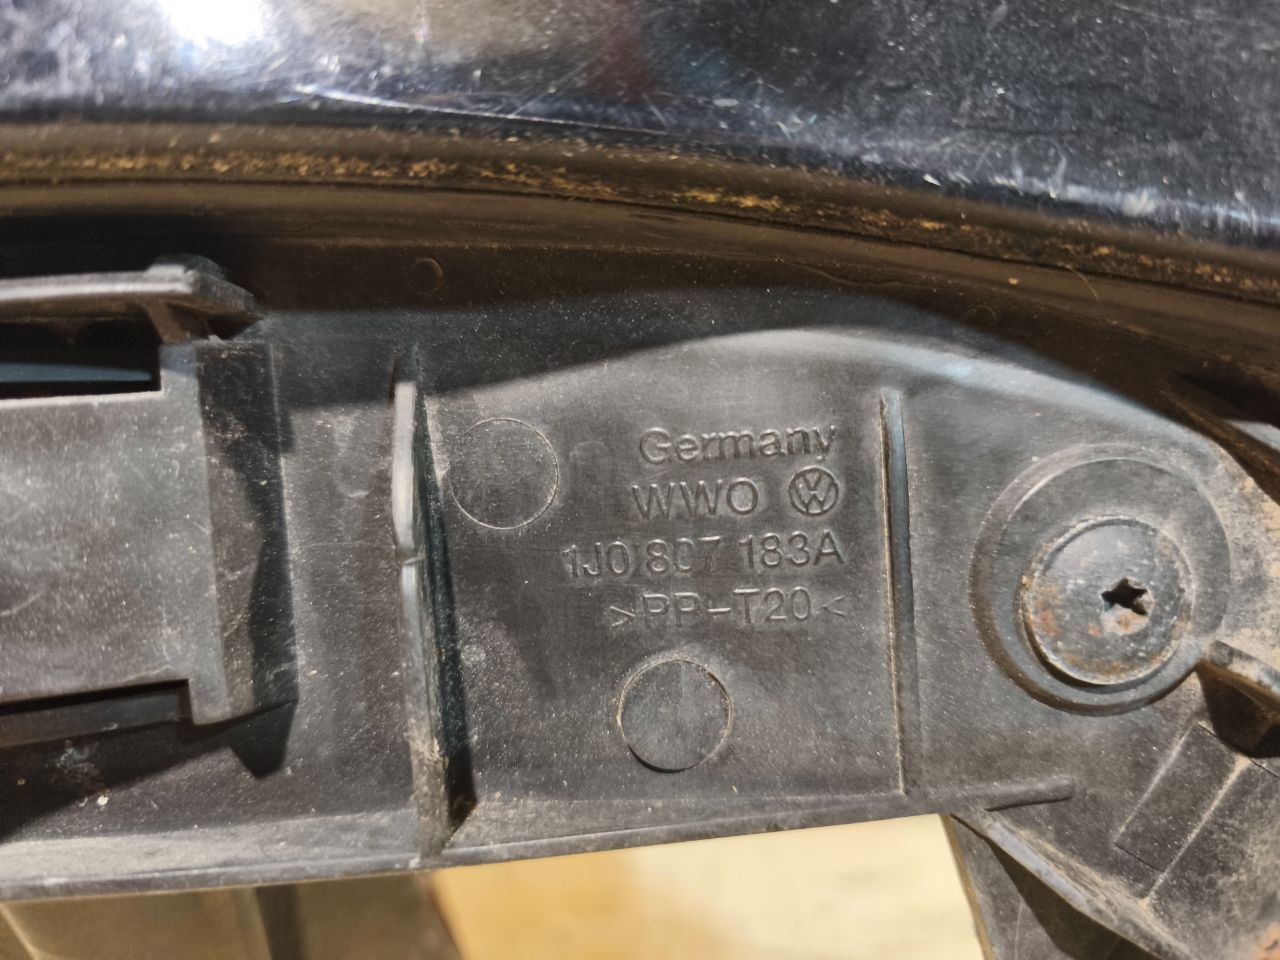 Germany
WWO
1J0 807 183A
>PP-T20<